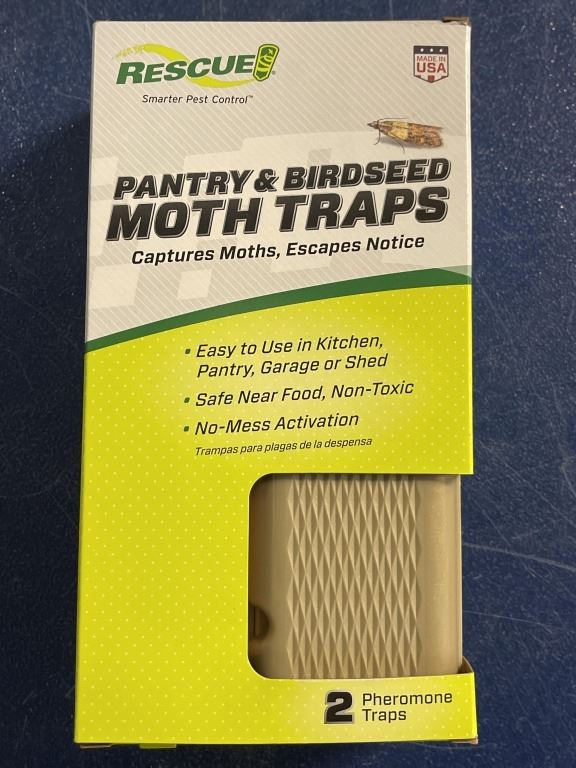 RESCUE!
Smarter Pest Control™
MADE IN
USA
PANTRY & BIRDSEED
MOTH TRAPS
Captures Moths, Escapes Notice
• Easy to Use in Kitchen,
Pantry, Garage or Shed
• Safe Near Food, Non-Toxic
• No-Mess Activation
Trampas para plagas de la despensa
2 Pheromone
Traps